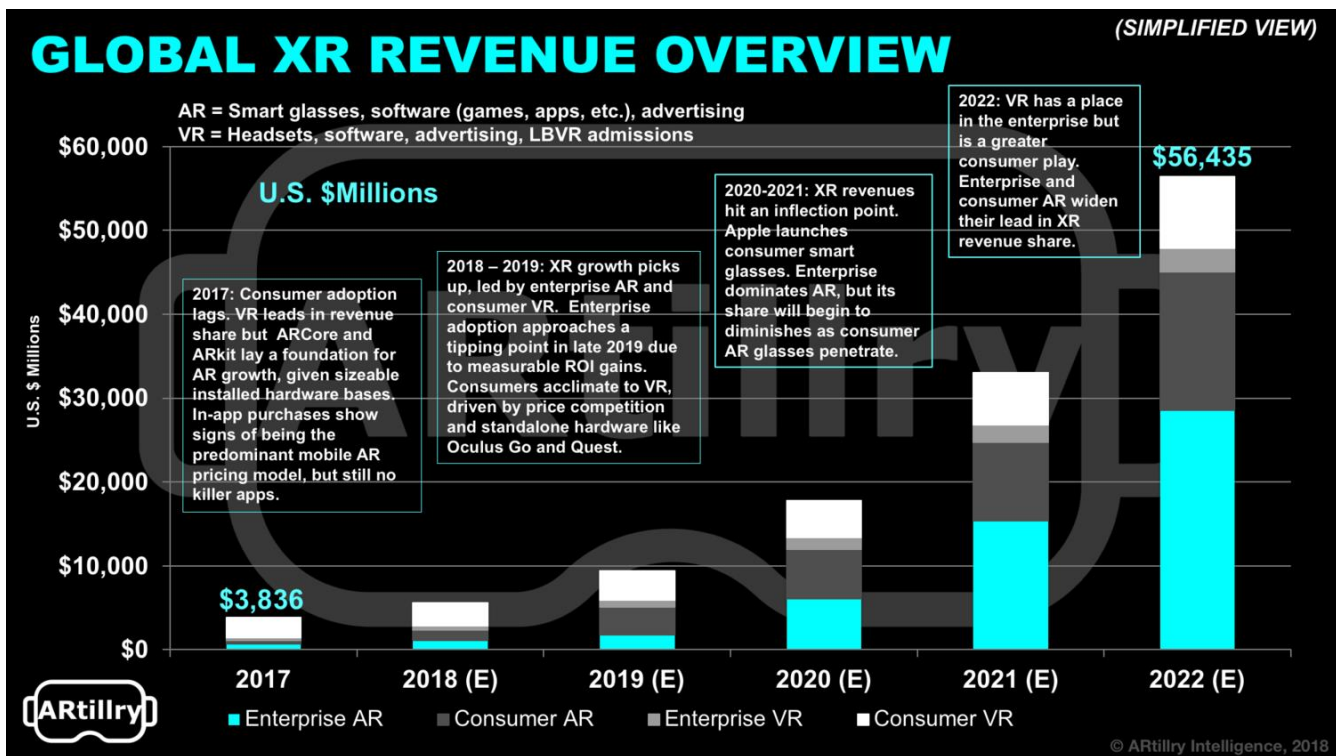 (SIMPLIFIED VIEW)
GLOBAL XR REVENUE OVERVIEW
AR = Smart glasses, software (games, apps, etc.), advertising
VR = Headsets, software, advertising, LBVR admissions
U.S. $Millions
U.S. $ Millions
$60,000
$50,000
$40,000
$30,000
$20,000
$10,000
$0
2017: Consumer adoption
lags. VR leads in revenue
share but ARCore and
ARkit lay a foundation for
AR growth, given sizeable
installed hardware bases.
In-app purchases show
signs of being the
predominant mobile AR
pricing model, but still no
killer apps.
2018 – 2019: XR growth picks
up, led by enterprise AR and
consumer VR. Enterprise
adoption approaches a
tipping point in late 2019 due
to measurable ROI gains.
Consumers acclimate to VR,
driven by price competition
and standalone hardware like
Oculus Go and Quest.
2020-2021: XR revenues
hit an inflection point.
Apple launches
consumer smart
glasses. Enterprise
dominates AR, but its
share will begin to
diminishes as consumer
AR glasses penetrate.
2022: VR has a place
in the enterprise but
is a greater
consumer play.
Enterprise and
consumer AR widen
their lead in XR
revenue share.
$3,836
$56,435
ARtillry
2017
2018 (E)
2019 (E)
2020 (E)
2021 (E)
2022 (E)
Enterprise AR
Consumer AR
Enterprise VR
Consumer VR
ARtillry
© ARtillry Intelligence, 2018